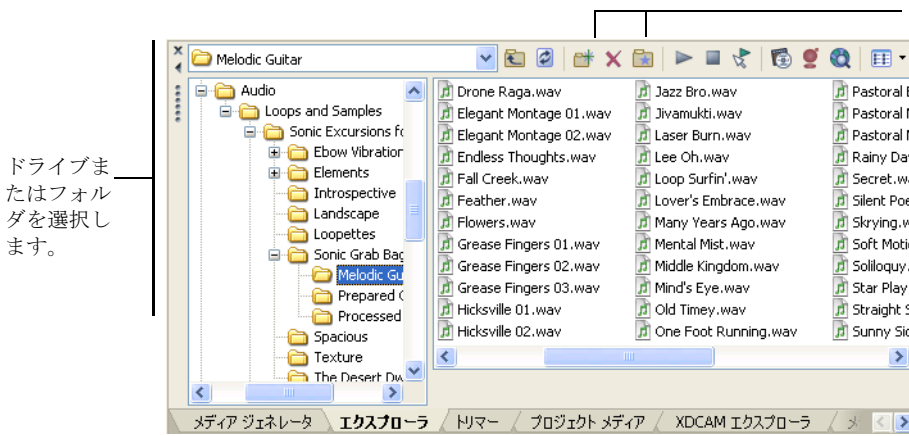 Melodic Guitar
ドライブま
たはフォル
ダを選択し
ます。
Audio
Loops and Samples
Sonic Excursions fo
Ebow Vibration
Elements
Introspective
Landscape
Loopettes
Sonic Grab Bag
Melodic Gu
Prepared
Processed
Spacious
Texture
The Desert Dw
Drone Raga.wav
Elegant Montage 01.wav
Elegant Montage 02.wav
Endless Thoughts.wav
Fall Creek.wav
Feather.wav
Flowers.wav
Grease Fingers 01.wav
Grease Fingers 02.wav
Grease Fingers 03.wav
Hicksville 01.wav
Hicksville 02.wav
Jazz Bro.wav
Jivamukti.wav
Laser Burn.wav
Lee Oh.wav
Loop Surfin'.wav
Lover's Embrace.wav
Many Years Ago.wav
Mental Mist.wav
Middle Kingdom.wav
Mind's Eye.wav
Old Timey.wav
One Foot Running.wav
Pastoral
Pastoral
Pastoral
Rainy Da
Secret.w
Silent Poe
Skrying.w
Soft Motio
Soliloquy.
Star Play
Straight S
Sunny Sid
メディア ジェネレータ エクスプローラ トリマー プロジェクト メディア XDCAM エクスプローラ